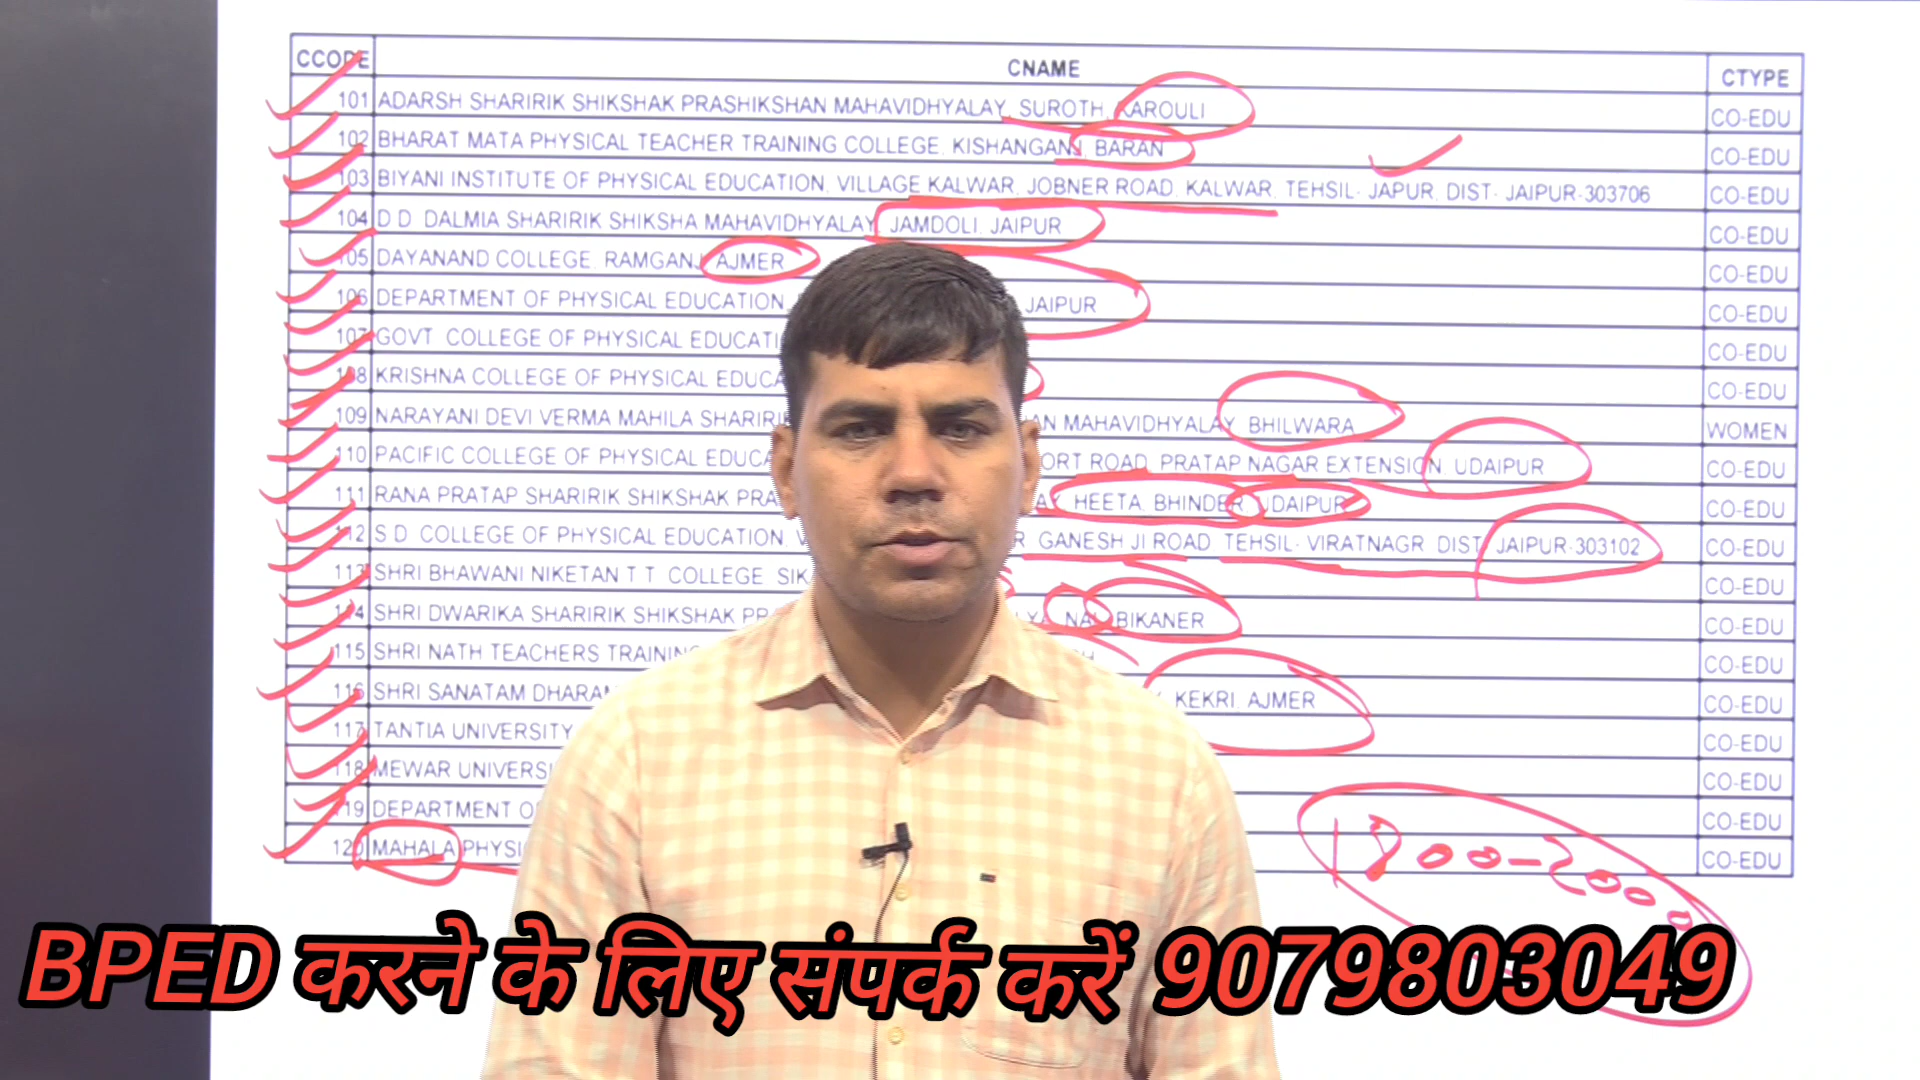 CCODE CNAME CTYPE
101 ADARSH SHARIRIK SHIKSHAK PRASHIKSHAN MAHAVIDHYALAY, SUROTH, KAROULI CO-EDU
102 BHARAT MATA PHYSICAL TEACHER TRAINING COLLEGE, KISHANGANJ, BARAN CO-EDU
103 BIYANI INSTITUTE OF PHYSICAL EDUCATION, VILLAGE KALWAR, JOBNER ROAD, KALWAR, TEHSIL- JAPUR, DIST- JAIPUR-303706 CO-EDU
104 D D DALMIA SHARIRIK SHIKSHA MAHAVIDHYALAY JAMDOLI, JAIPUR CO-EDU
105 DAYANAND COLLEGE, RAMGANJ, AJMER CO-EDU
106 DEPARTMENT OF PHYSICAL EDUCATION, JAIPUR CO-EDU
107 GOVT COLLEGE OF PHYSICAL EDUCATI CO-EDU
108 KRISHNA COLLEGE OF PHYSICAL EDUCA CO-EDU
109 NARAYANI DEVI VERMA MAHILA SHARIRI AN MAHAVIDHYALAY, BHILWARA WOMEN
110 PACIFIC COLLEGE OF PHYSICAL EDUCA ORT ROAD, PRATAP NAGAR EXTENSION, UDAIPUR CO-EDU
111 RANA PRATAP SHARIRIK SHIKSHAK PRA AY, HEETA, BHINDER, UDAIPUR CO-EDU
112 S D COLLEGE OF PHYSICAL EDUCATION, V R GANESH JI ROAD TEHSIL- VIRATNAGR DIST JAIPUR-303102 CO-EDU
113 SHRI BHAWANI NIKETAN T T COLLEGE SIK CO-EDU
114 SHRI DWARIKA SHARIRIK SHIKSHAK PRA YA NAL BIKANER CO-EDU
115 SHRI NATH TEACHERS TRAINING H CO-EDU
116 SHRI SANATAM DHARAM Y KEKRI, AJMER CO-EDU
117 TANTIA UNIVERSITY CO-EDU
118 MEWAR UNIVERSI CO-EDU
119 DEPARTMENT OF CO-EDU
120 MAHALA PHYSI CO-EDU
1800-2000
BPED करने के लिए संपर्क करें 9079803049